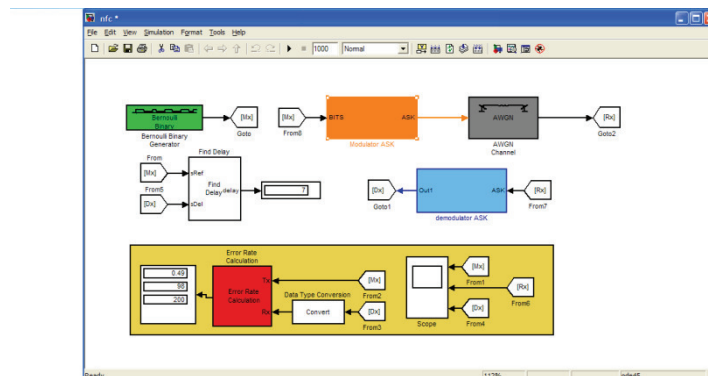 nfc *
File Edit View Simulation Format Tools Help
1000 Normal
Bernoulli
Binary
Bernoulli Binary
Generator
[Mx]
Goto
[Mx]
From8
BITS ASK
Modulator ASK
AWGN
AWGN
Channel
[Rx]
Goto2
From
[Mx]
From5
[Dx]
Find Delay
sRef
sDel
Find
Delay
delay
7
[Dx]
Goto1
Out1 ASK
demodulator ASK
[Rx]
From7
0.49
98
200
Error Rate
Calculation
Error Rate
Calculation
Tx
Rx
[Mx]
From2
Data Type Conversion
Convert
[Dx]
From3
Scope
[Mx]
From1
[Rx]
From6
[Dx]
From4
Ready